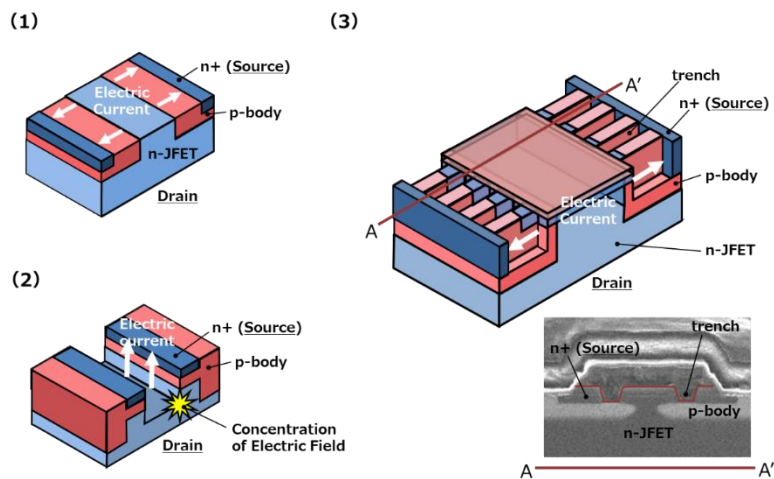 (1)
n+ (Source)
Electric
Current
p-body
n-JFET
Drain
(2)
Electric
current
n+ (Source)
p-body
Drain
Concentration
of Electric Field
(3)
A'
trench
n+ (Source)
p-body
Electric
Current
A
n-JFET
Drain
trench
n+ (Source)
p-body
n-JFET
A
A'